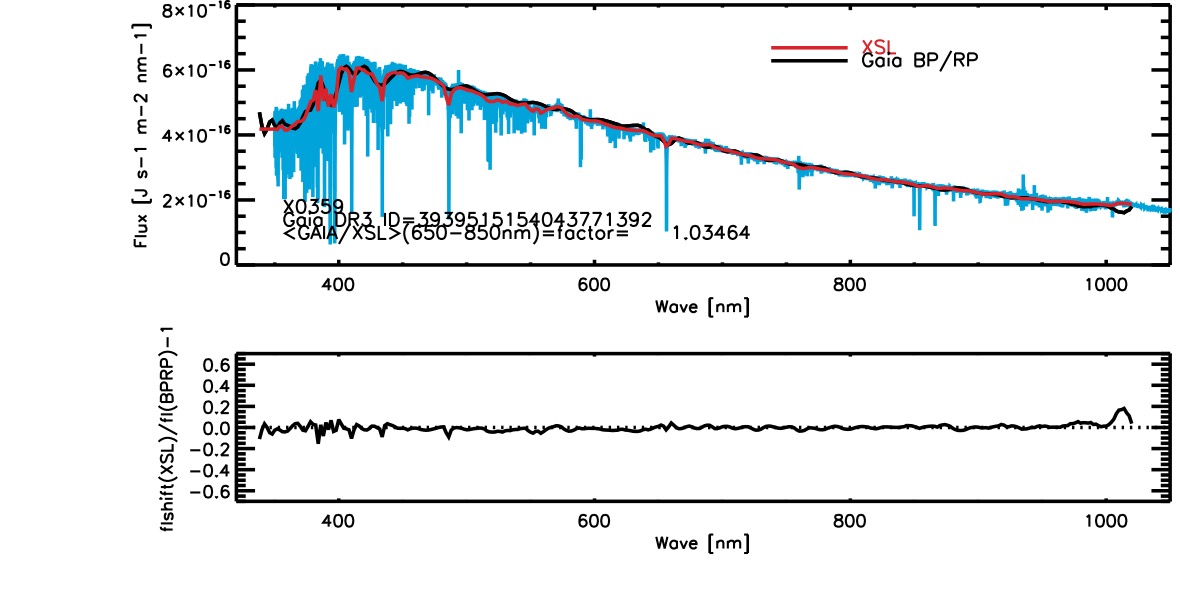 8×10⁻¹⁶
6×10⁻¹⁶
4×10⁻¹⁶
2×10⁻¹⁶
0
Flux [J s−1 m−2 nm−1]
XSL
Gaia BP/RP
X0359
Gaia DR3 ID=3939515154043771392
<GAIA/XSL>(650−850nm)=factor= 1.03464
400 600 800 1000
Wave [nm]
0.6
0.4
0.2
0.0
−0.2
−0.4
−0.6
flshift(XSL)/fl(BPRP)−1
400 600 800 1000
Wave [nm]